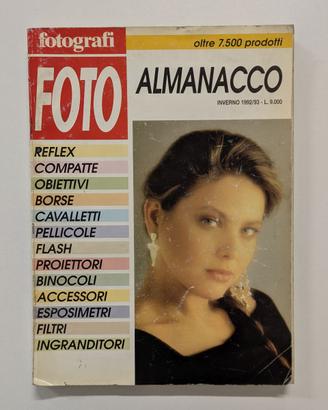 fotografi
oltre 7.500 prodotti
FOTO
ALMANACCO
INVERNO 1992/93 - L. 9.000
REFLEX
COMPATTE
OBIETTIVI
BORSE
CAVALLETTI
PELLICOLE
FLASH
PROIETTORI
BINOCOLI
ACCESSORI
ESPOSIMETRI
FILTRI
INGRANDITORI